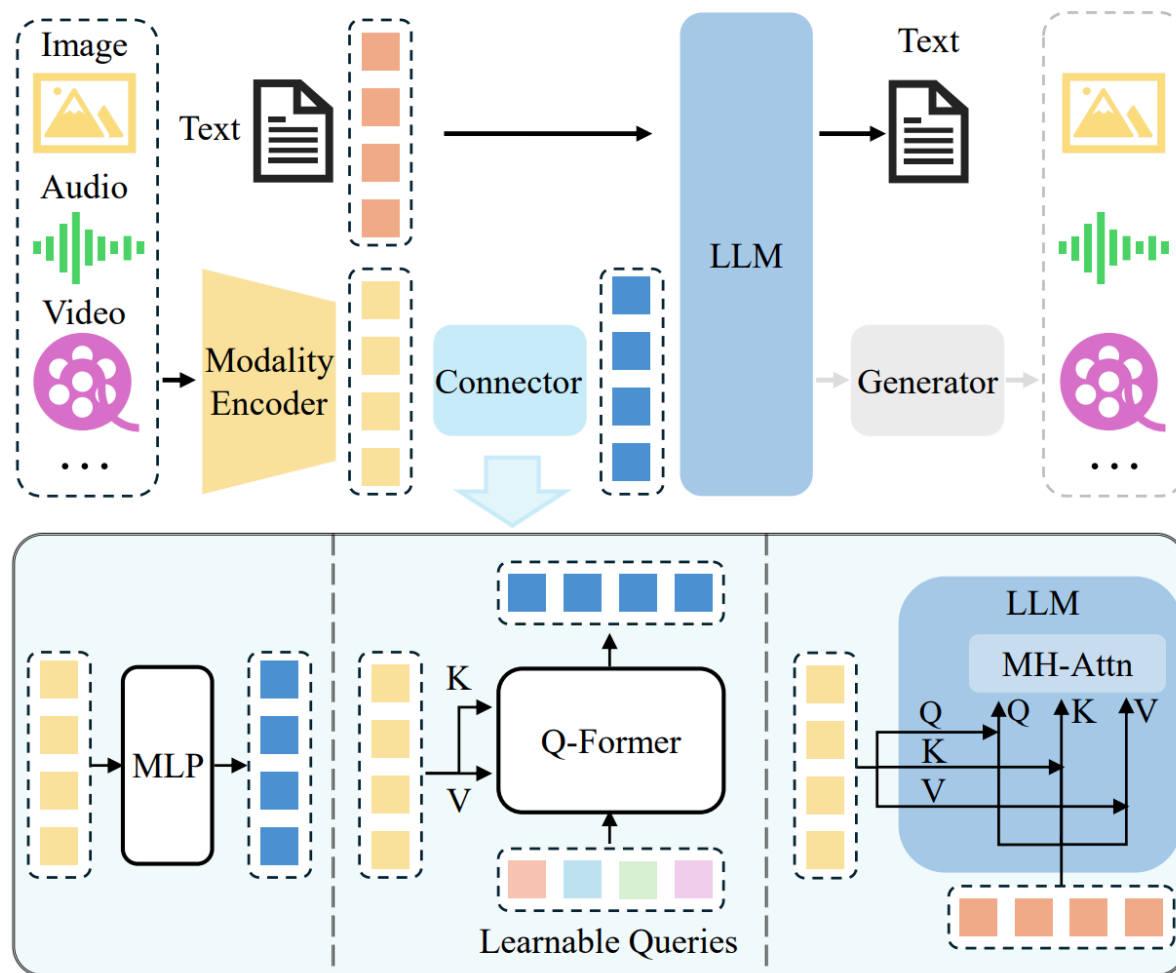 Image
Text
Text
Audio
LLM
Video
Modality
Encoder
Connector
Generator
...
...
MLP
K
V
Q-Former
Learnable Queries
LLM
MH-Attn
Q
Q
K
V
K
V